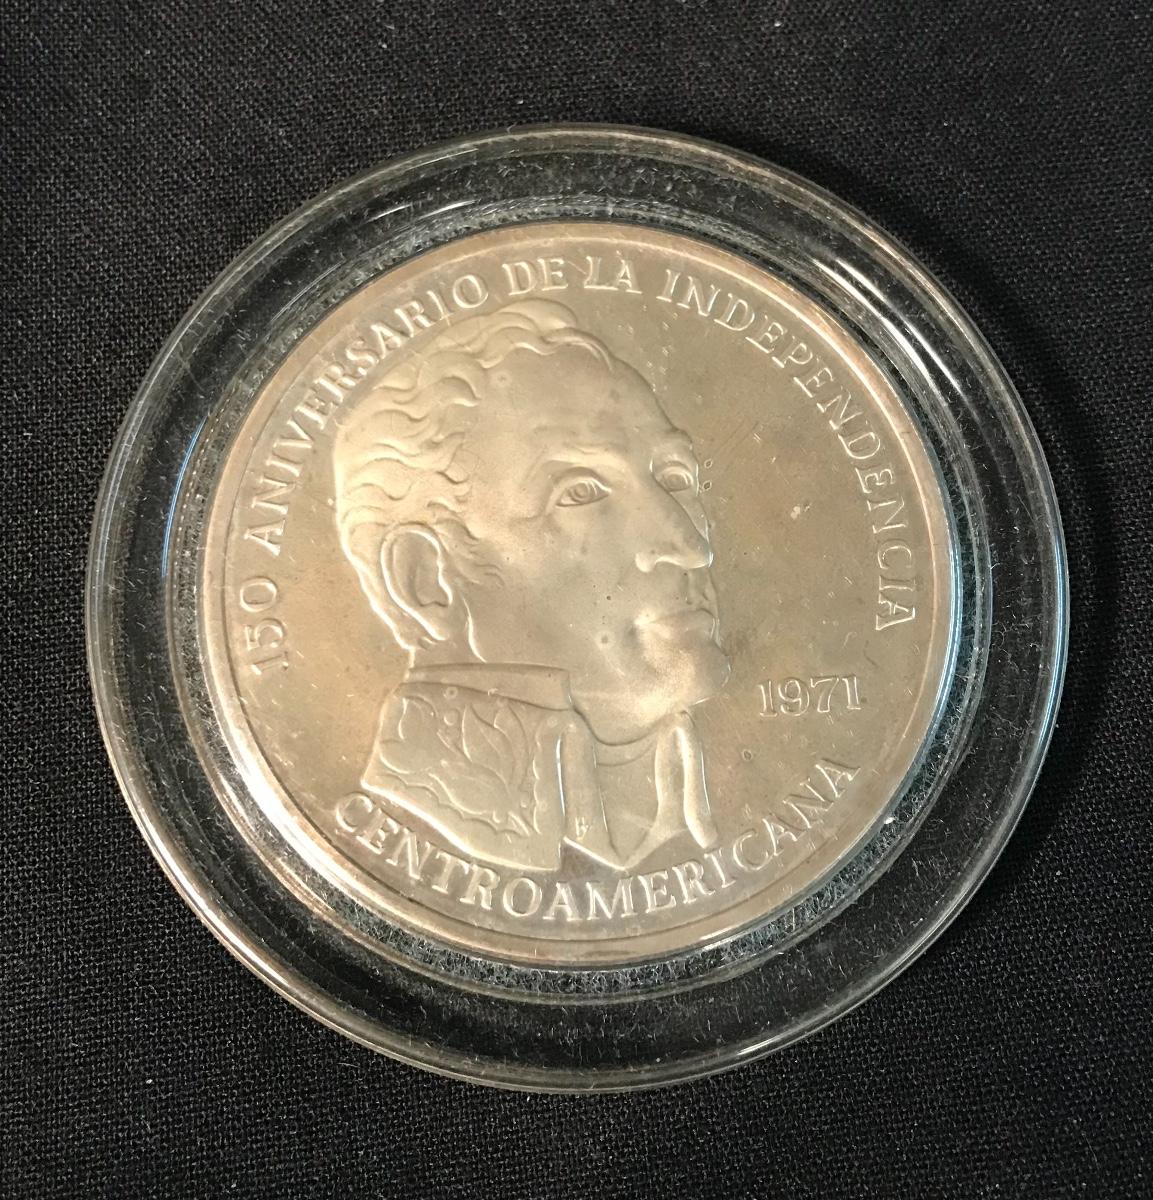 150 ANIVERSARIO DE LA INDEPENDENCIA
CENTROAMERICANA
1971